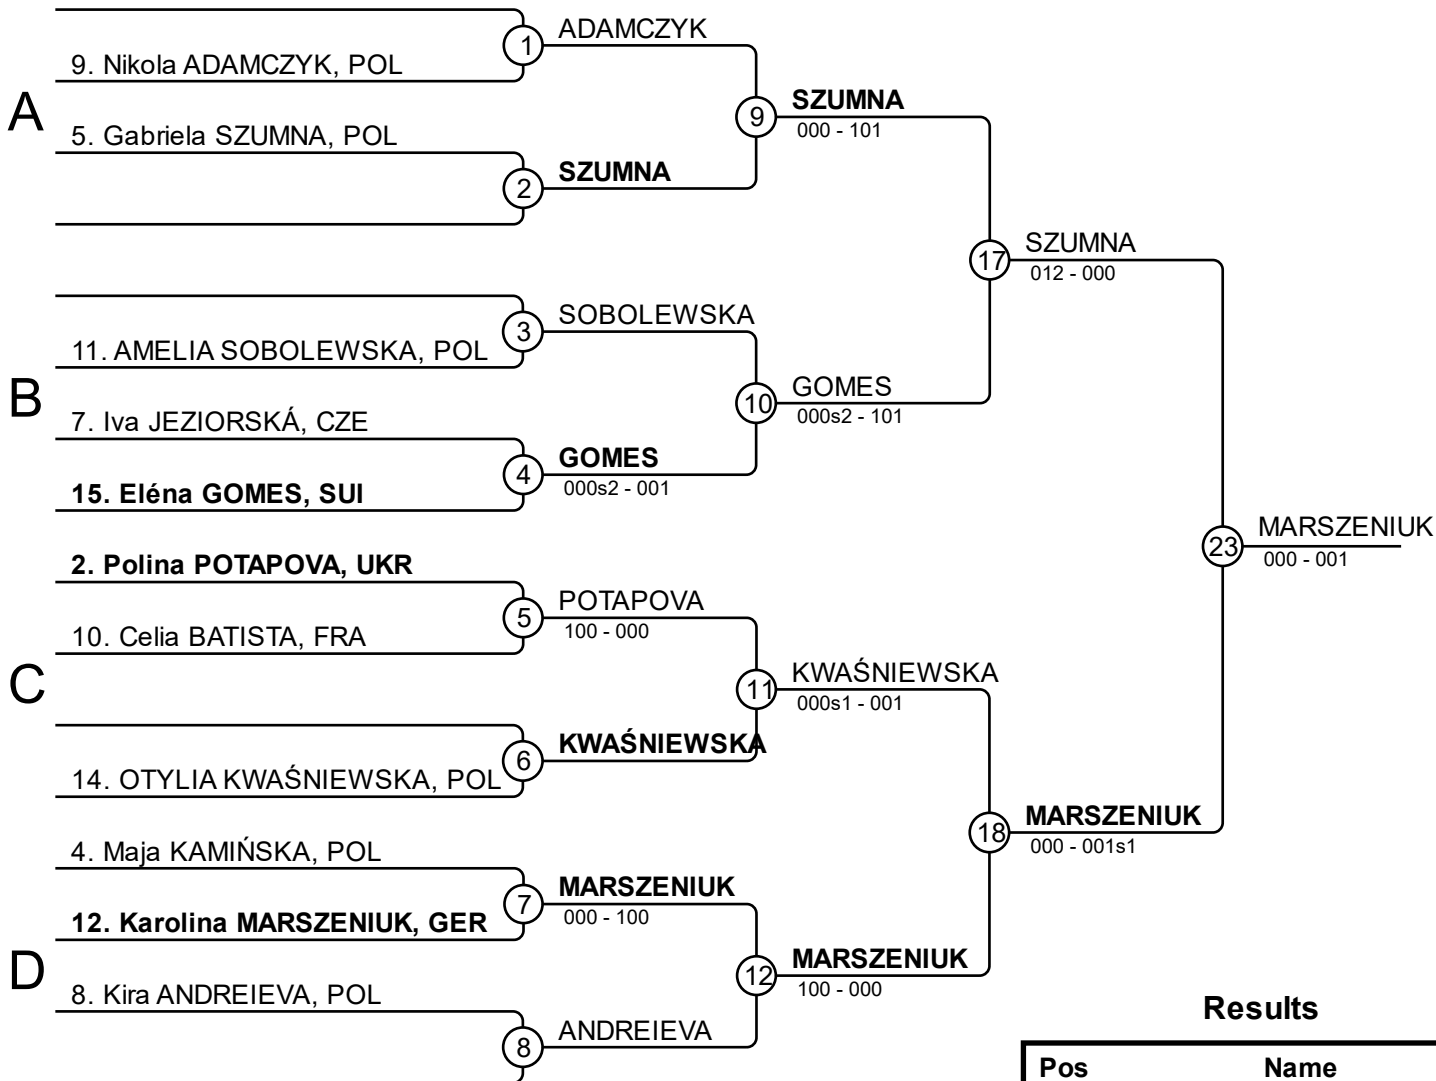 A
9. Nikola ADAMCZYK, POL
5. Gabriela SZUMNA, POL
1
ADAMCZYK
2
SZUMNA
9
SZUMNA
000 - 101
B
11. AMELIA SOBOLEWSKA, POL
7. Iva JEZIORSKÁ, CZE
15. Eléna GOMES, SUI
3
SOBOLEWSKA
4
GOMES
000s2 - 001
10
GOMES
000s2 - 101
17
SZUMNA
012 - 000
C
2. Polina POTAPOVA, UKR
10. Celia BATISTA, FRA
14. OTYLIA KWAŚNIEWSKA, POL
5
POTAPOVA
100 - 000
6
KWAŚNIEWSKA
11
KWAŚNIEWSKA
000s1 - 001
D
4. Maja KAMIŃSKA, POL
12. Karolina MARSZENIUK, GER
8. Kira ANDREIEVA, POL
7
MARSZENIUK
000 - 100
8
ANDREIEVA
12
MARSZENIUK
100 - 000
18
MARSZENIUK
000 - 001s1
23
MARSZENIUK
000 - 001
Results
Pos Name